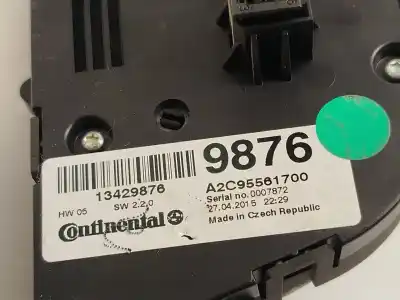 9876
13429876
A2C95561700
HW 05
SW 2.2.0
Serial no. 0007872
27.04.2015 22:29
Continental
Made in Czech Republic